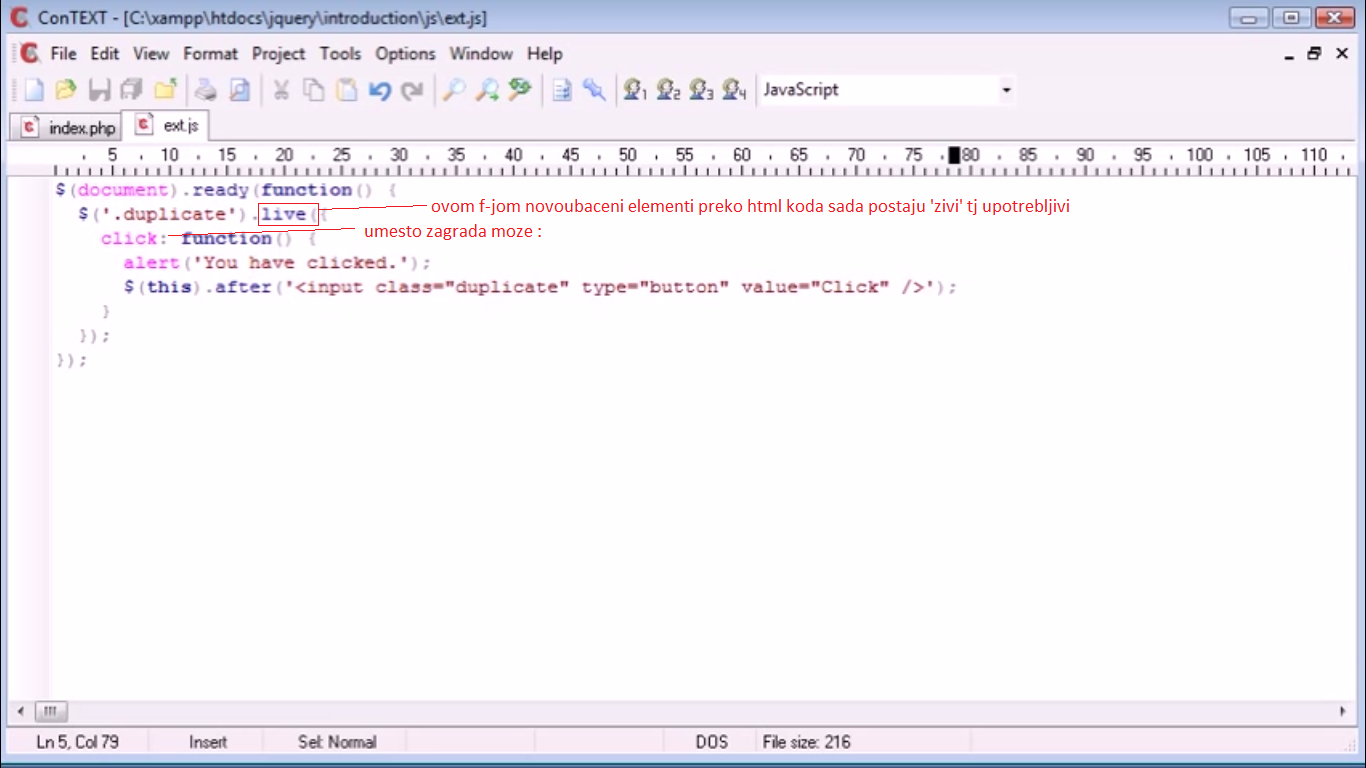 ConTEXT - [C:\xampp\htdocs\jquery\introduction\js\ext.js]
File Edit View Format Project Tools Options Window Help
1 2 3 4 JavaScript
index.php ext.js
5 10 15 20 25 30 35 40 45 50 55 60 65 70 75 80 85 90 95 100 105 110
$(document).ready(function() {
$('.duplicate').live({ ovom f-jom novoubaceni elementi preko html koda sada postaju 'zivi' tj upotrebljivi
click: function() { umesto zagrada moze :
alert('You have clicked.');
$(this).after('<input class="duplicate" type="button" value="Click" />');
}
});
});
Ln 5, Col 79 Insert Sel: Normal DOS File size: 216